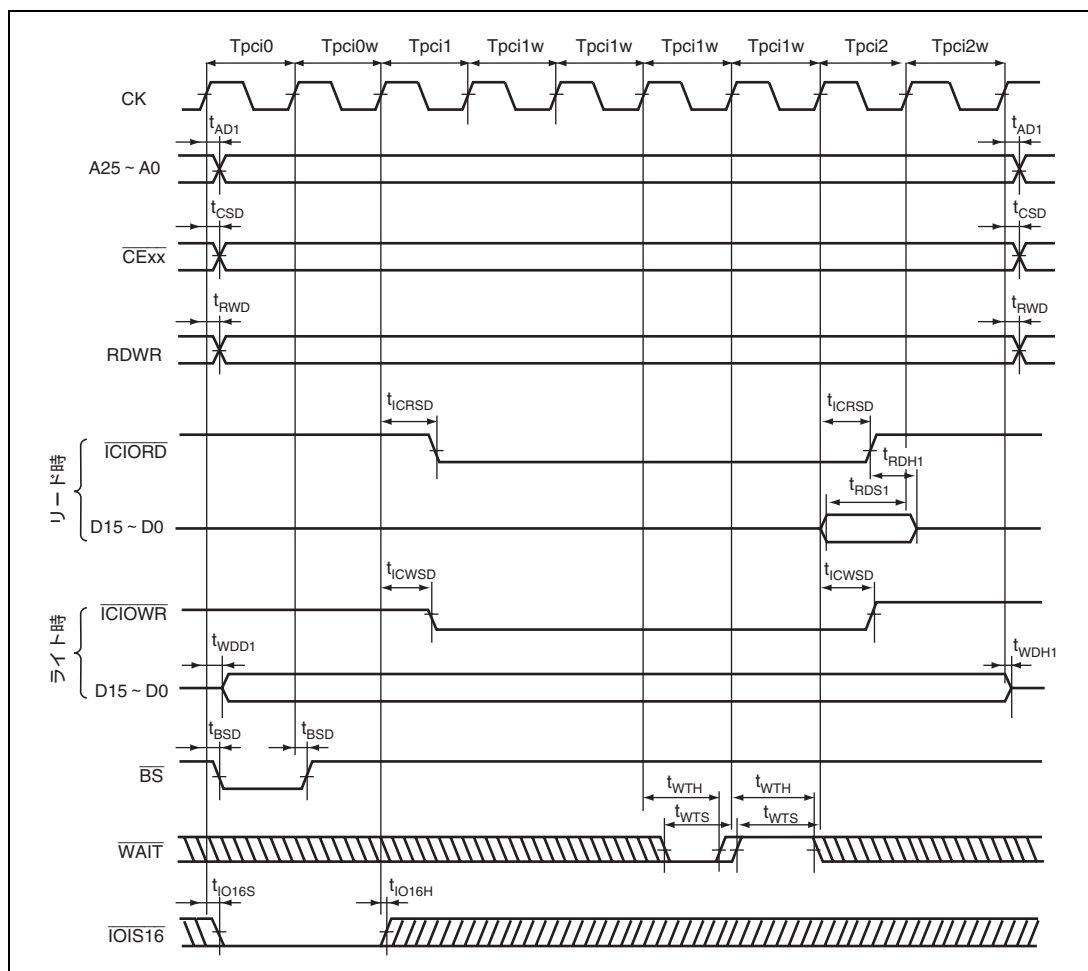 Tpci0 Tpci0w Tpci1 Tpci1w Tpci1w Tpci1w Tpci1w Tpci2 Tpci2w
CK
tAD1 tAD1
A25 ~ A0
tCSD tCSD
CExx
tRWD tRWD
RDWR
tICRSD tICRSD
リード時
ICIORD
tRDH1
tRDS1
D15 ~ D0
tICWSD tICWSD
ライト時
ICIOWR
tWDD1 tWDH1
D15 ~ D0
tBSD tBSD
BS
tWTH tWTH
tWTS tWTS
WAIT
tIO16S tIO16H
IOIS16